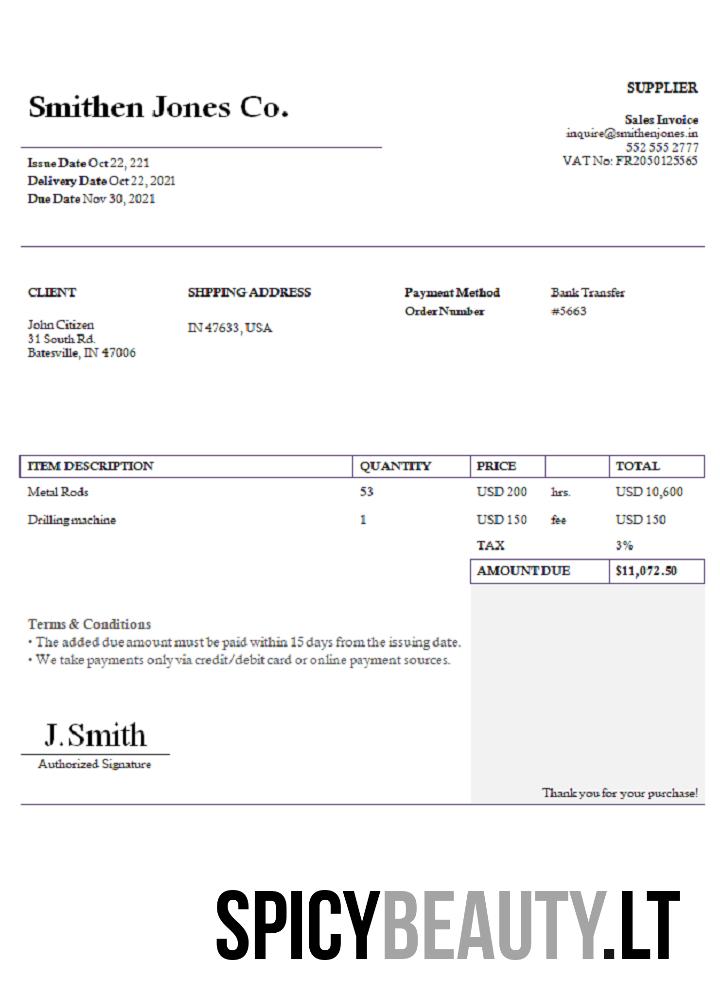 Smithen Jones Co.
SUPPLIER
Sales Invoice
inquire@smithenjones.in
552 555 2777
VAT No: FR2050125565
Issue Date Oct 22, 221
Delivery Date Oct 22, 2021
Due Date Nov 30, 2021
CLIENT
John Citizen
31 South Rd.
Batesville, IN 47006
SHIPPING ADDRESS
IN 47633, USA
Payment Method Bank Transfer
Order Number #5663
ITEM DESCRIPTION QUANTITY PRICE TOTAL
Metal Rods 53 USD 200 hrs. USD 10,600
Drilling machine 1 USD 150 fee USD 150
TAX 3%
AMOUNT DUE $11,072.50
Terms & Conditions
• The added due amount must be paid within 15 days from the issuing date.
• We take payments only via credit/debit card or online payment sources.
J. Smith
Authorized Signature
Thank you for your purchase!
SPICYBEAUTY.LT